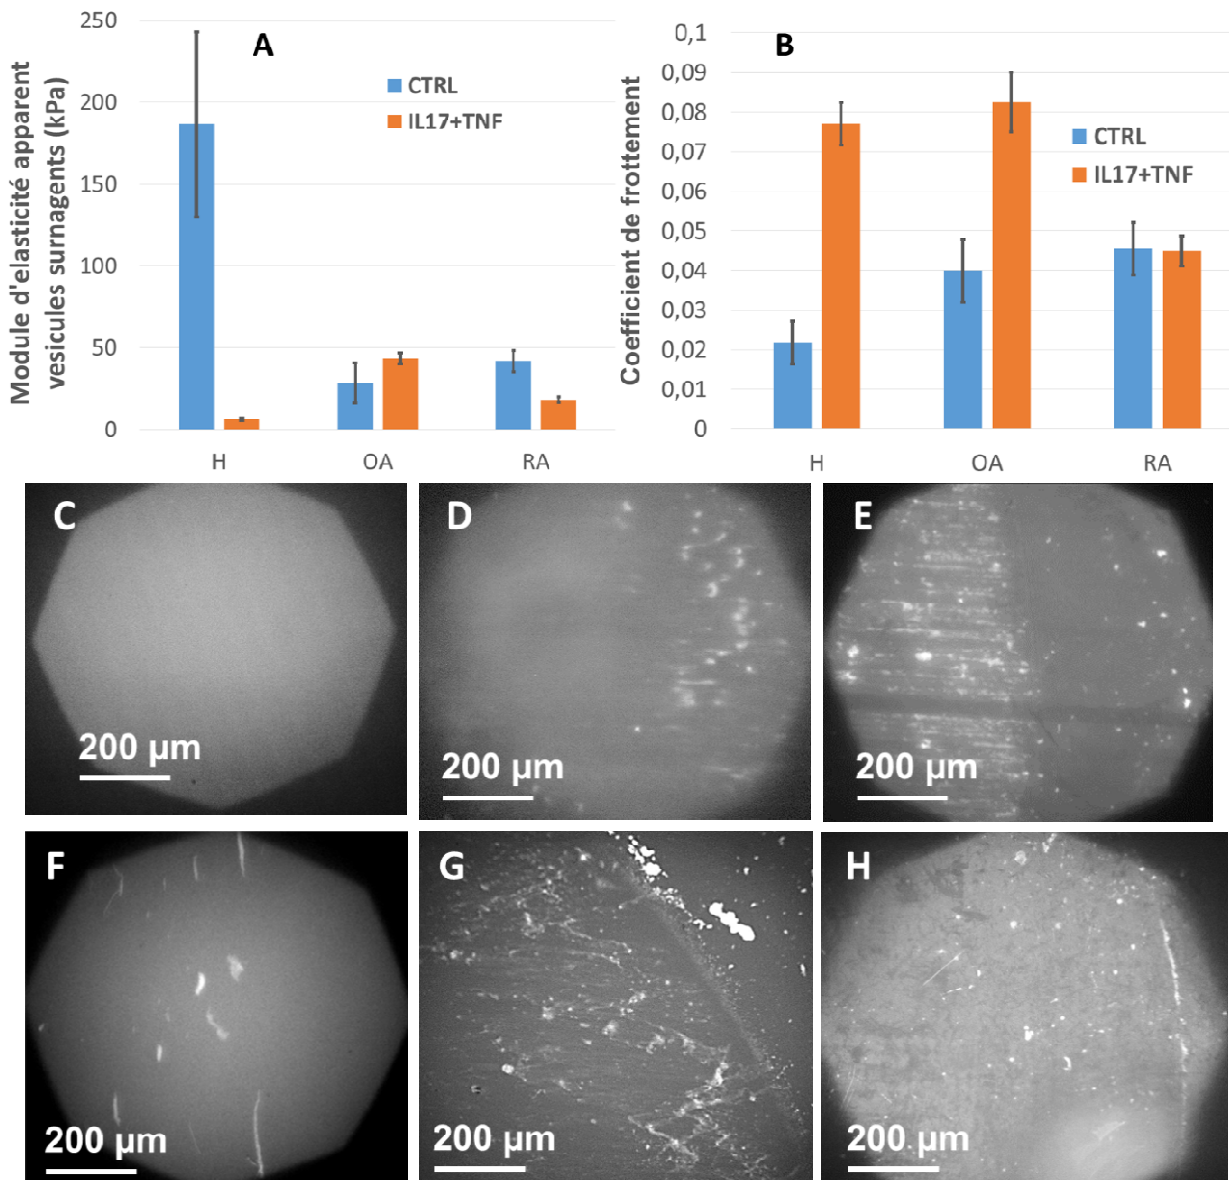 A
Module d'elasticité apparent
vesicules surnagents (kPa)
250
200
150
100
50
0
CTRL
IL17+TNF
H OA RA
B
Coefficient de frottement
0,1
0,09
0,08
0,07
0,06
0,05
0,04
0,03
0,02
0,01
0
CTRL
IL17+TNF
H OA RA
C
200 µm
D
200 µm
E
200 µm
F
200 µm
G
200 µm
H
200 µm